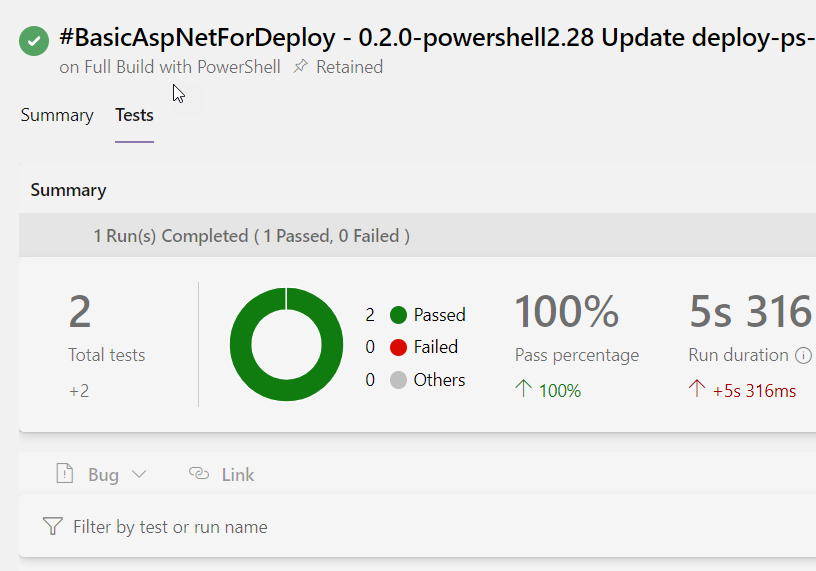 #BasicAspNetForDeploy - 0.2.0-powershell2.28 Update deploy-ps-
on Full Build with PowerShell Retained
Summary Tests
Summary
1 Run(s) Completed ( 1 Passed, 0 Failed )
2
Total tests
+2
2 Passed
0 Failed
0 Others
100%
Pass percentage
100%
5s 316
Run duration
+5s 316ms
Bug Link
Filter by test or run name